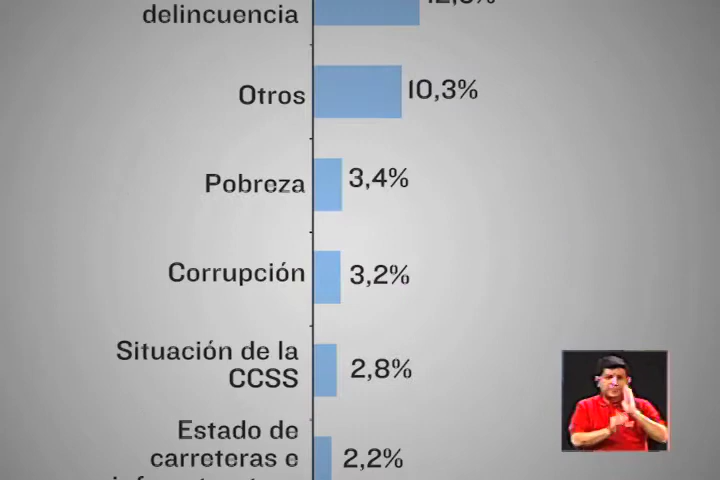 delincuencia
Otros
10,3%
Pobreza
3,4%
Corrupción
3,2%
Situación de la
CCSS
2,8%
Estado de
carreteras e
2,2%